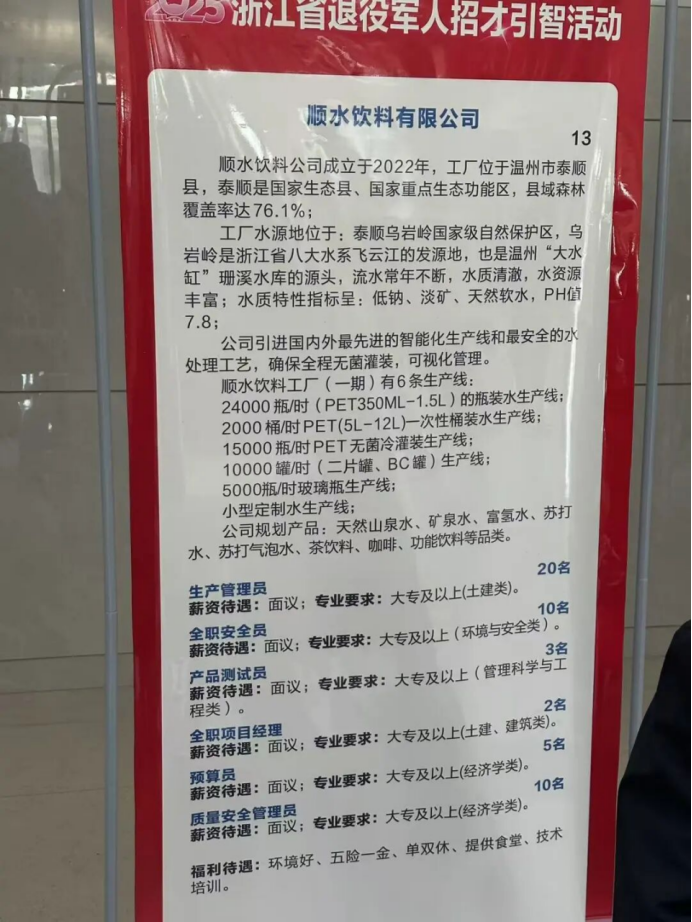 2025 浙江省退役军人招才引智活动
顺水饮料有限公司
13
顺水饮料公司成立于2022年，工厂位于温州市泰顺
县，泰顺是国家生态县、国家重点生态功能区，县域森林
覆盖率达76.1%；
工厂水源地位于：泰顺乌岩岭国家级自然保护区，乌
岩岭是浙江省八大水系飞云江的发源地，也是温州“大水
缸”珊溪水库的源头，流水常年不断，水质清澈，水资源
丰富；水质特性指标呈：低钠、淡矿、天然软水，PH值
7.8；
公司引进国内外最先进的智能化生产线和最安全的水
处理工艺，确保全程无菌灌装，可视化管理。
顺水饮料工厂（一期）有6条生产线：
24000瓶/时（PET350ML-1.5L）的瓶装水生产线；
2000桶/时PET(5L-12L)一次性桶装水生产线；
15000瓶/时PET无菌冷灌装生产线；
10000罐/时（二片罐、BC罐）生产线；
5000瓶/时玻璃瓶生产线；
小型定制水生产线；
公司规划产品：天然山泉水、矿泉水、富氢水、苏打
水、苏打气泡水、茶饮料、咖啡、功能饮料等品类。
生产管理员 20名
薪资待遇：面议；专业要求：大专及以上(土建类)。
全职安全员 10名
薪资待遇：面议；专业要求：大专及以上（环境与安全类）。
产品测试员 3名
薪资待遇：面议；专业要求：大专及以上（管理科学与工
程类）。
全职项目经理 2名
薪资待遇：面议；专业要求：大专及以上(土建、建筑类)。
预算员 5名
薪资待遇：面议；专业要求：大专及以上(经济学类)。
质量安全管理员 10名
薪资待遇：面议；专业要求：大专及以上(经济学类)。
福利待遇：环境好、五险一金、单双休、提供食堂、技术
培训。